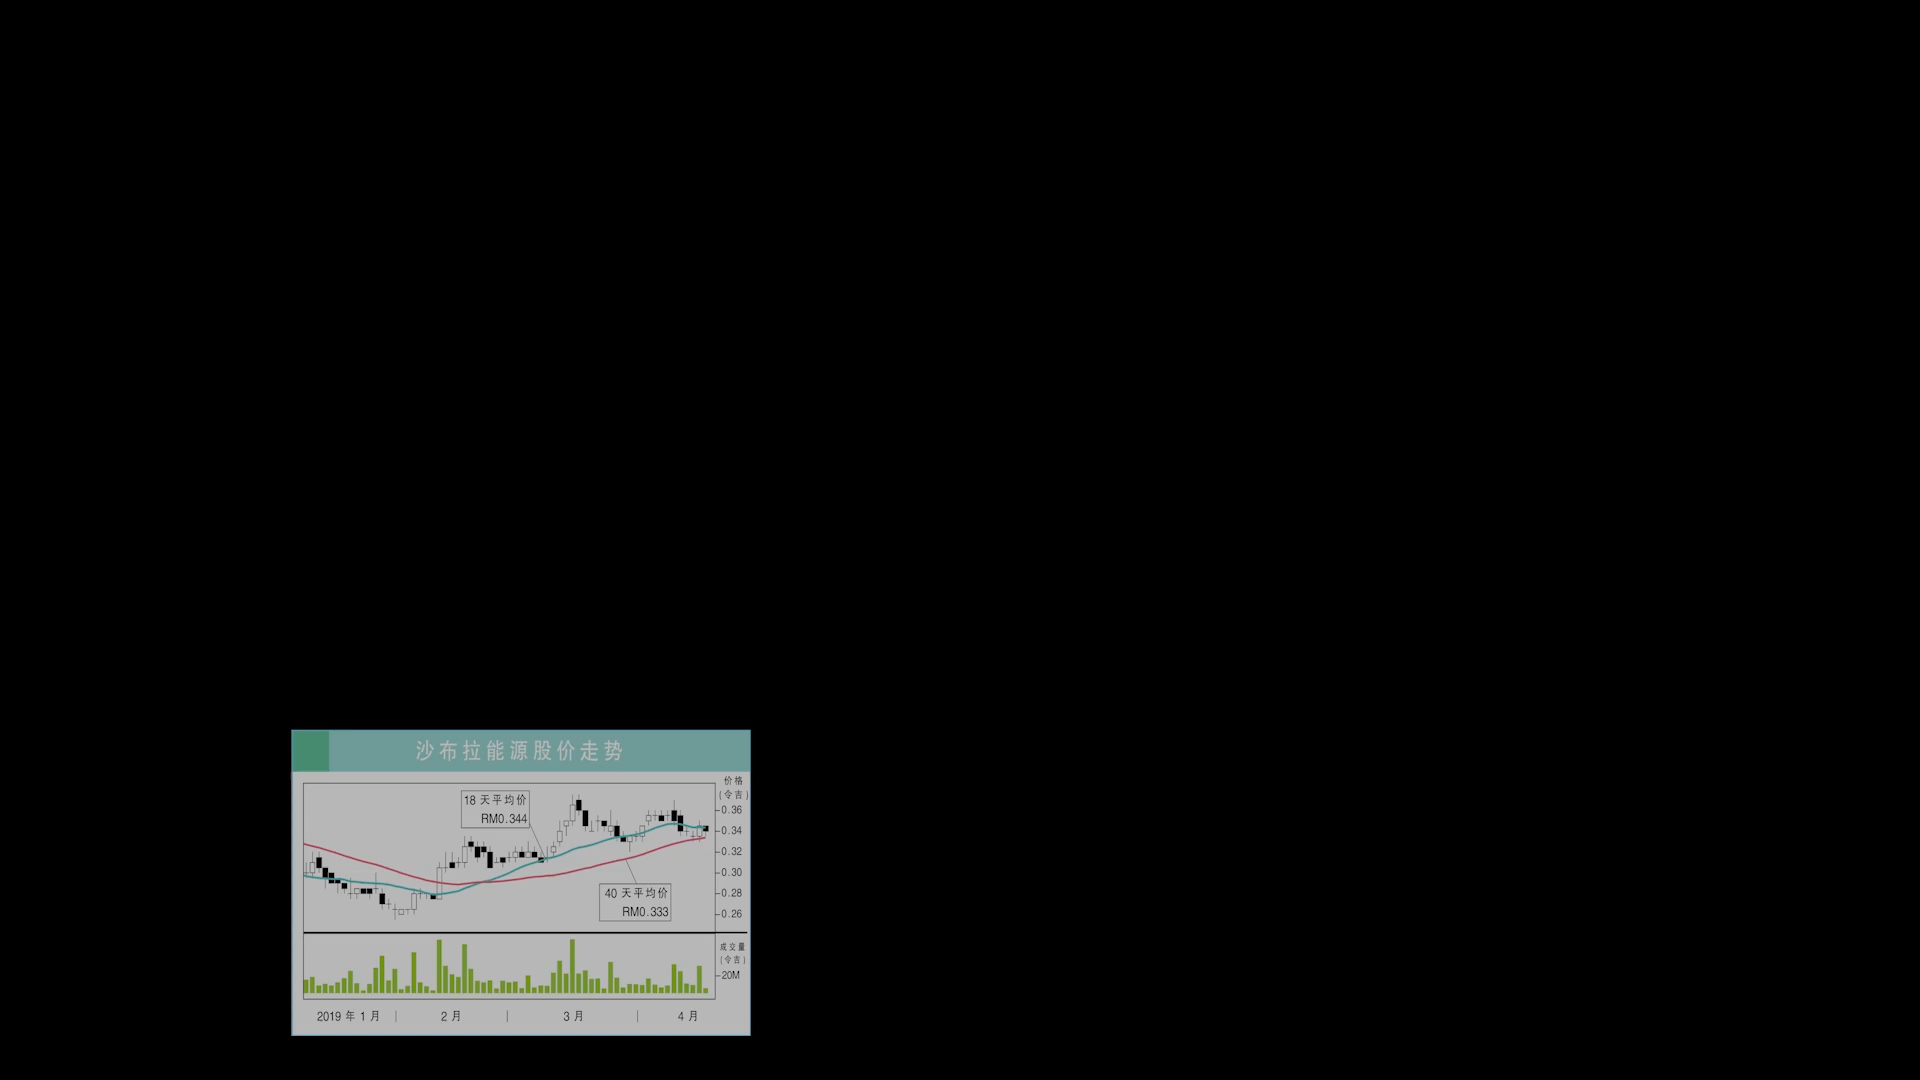 沙布拉能源股价走势
价格
(令吉)
18 天平均价
RM0.344
0.36
0.34
0.32
0.30
0.28
0.26
40 天平均价
RM0.333
成交量
(令吉)
20M
2019 年 1 月 | 2 月 | 3 月 | 4 月